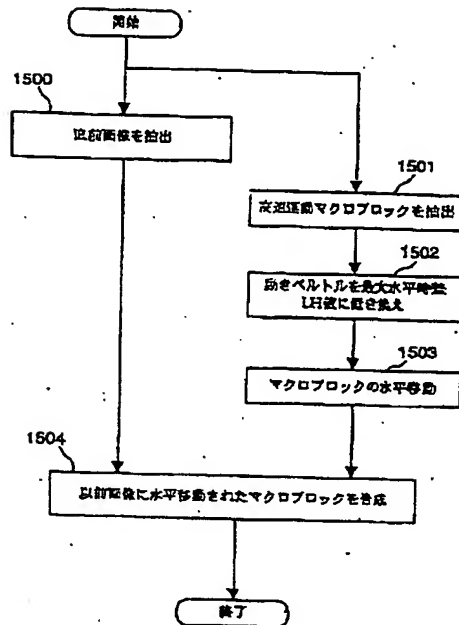 開始
1500
以前画像を抽出
1501
高速運動マクロブロックを抽出
1502
動きベルトルを最大水平時差
LH値に置き換え
1503
マクロブロックの水平移動
1504
以前画像に水平移動されたマクロブロックを合成
終了